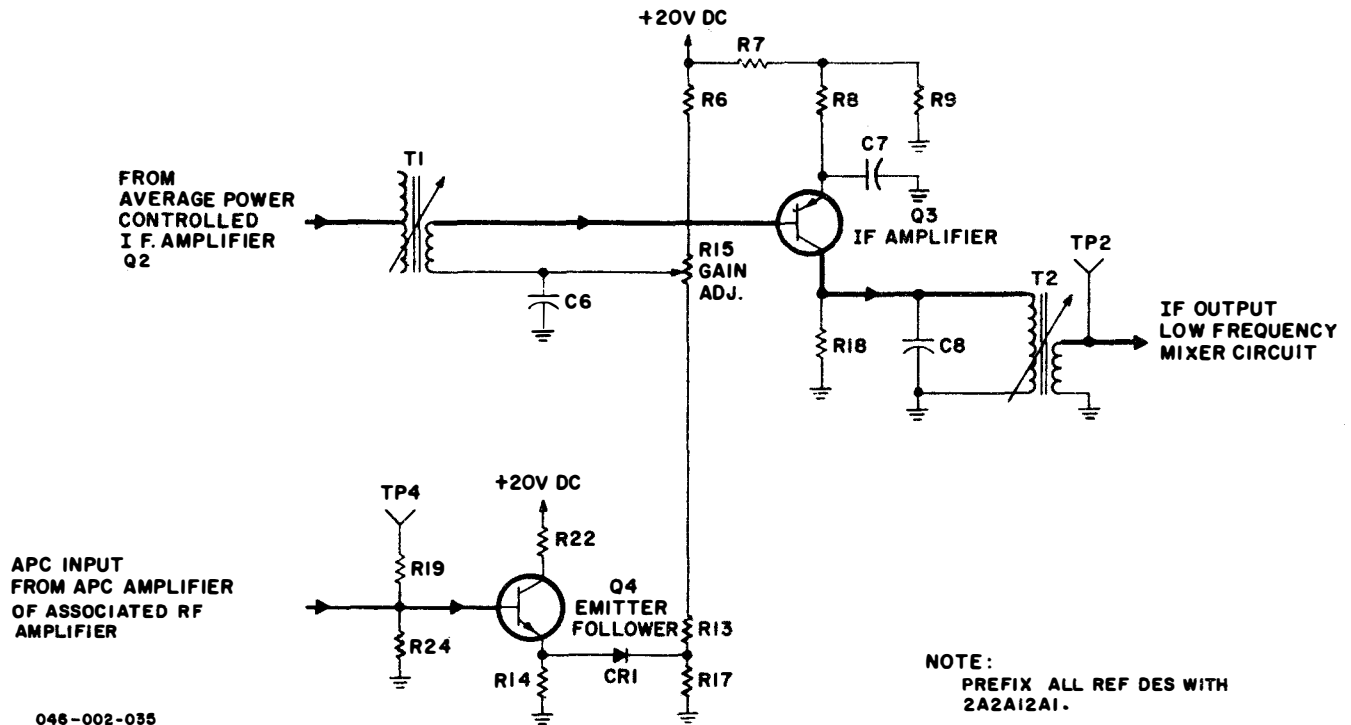 +20V DC
R7
R6
R8
R9
C7
T1
FROM
AVERAGE POWER
CONTROLLED
I F. AMPLIFIER
Q2
Q3
IF AMPLIFIER
R15
GAIN
ADJ.
C6
TP2
T2
R18
C8
IF OUTPUT
LOW FREQUENCY
MIXER CIRCUIT
+20V DC
TP4
R22
R19
APC INPUT
FROM APC AMPLIFIER
OF ASSOCIATED RF
AMPLIFIER
Q4
EMITTER
FOLLOWER
R13
R24
R14
CR1
R17
NOTE:
PREFIX ALL REF DES WITH
2A2A12A1.
046-002-035